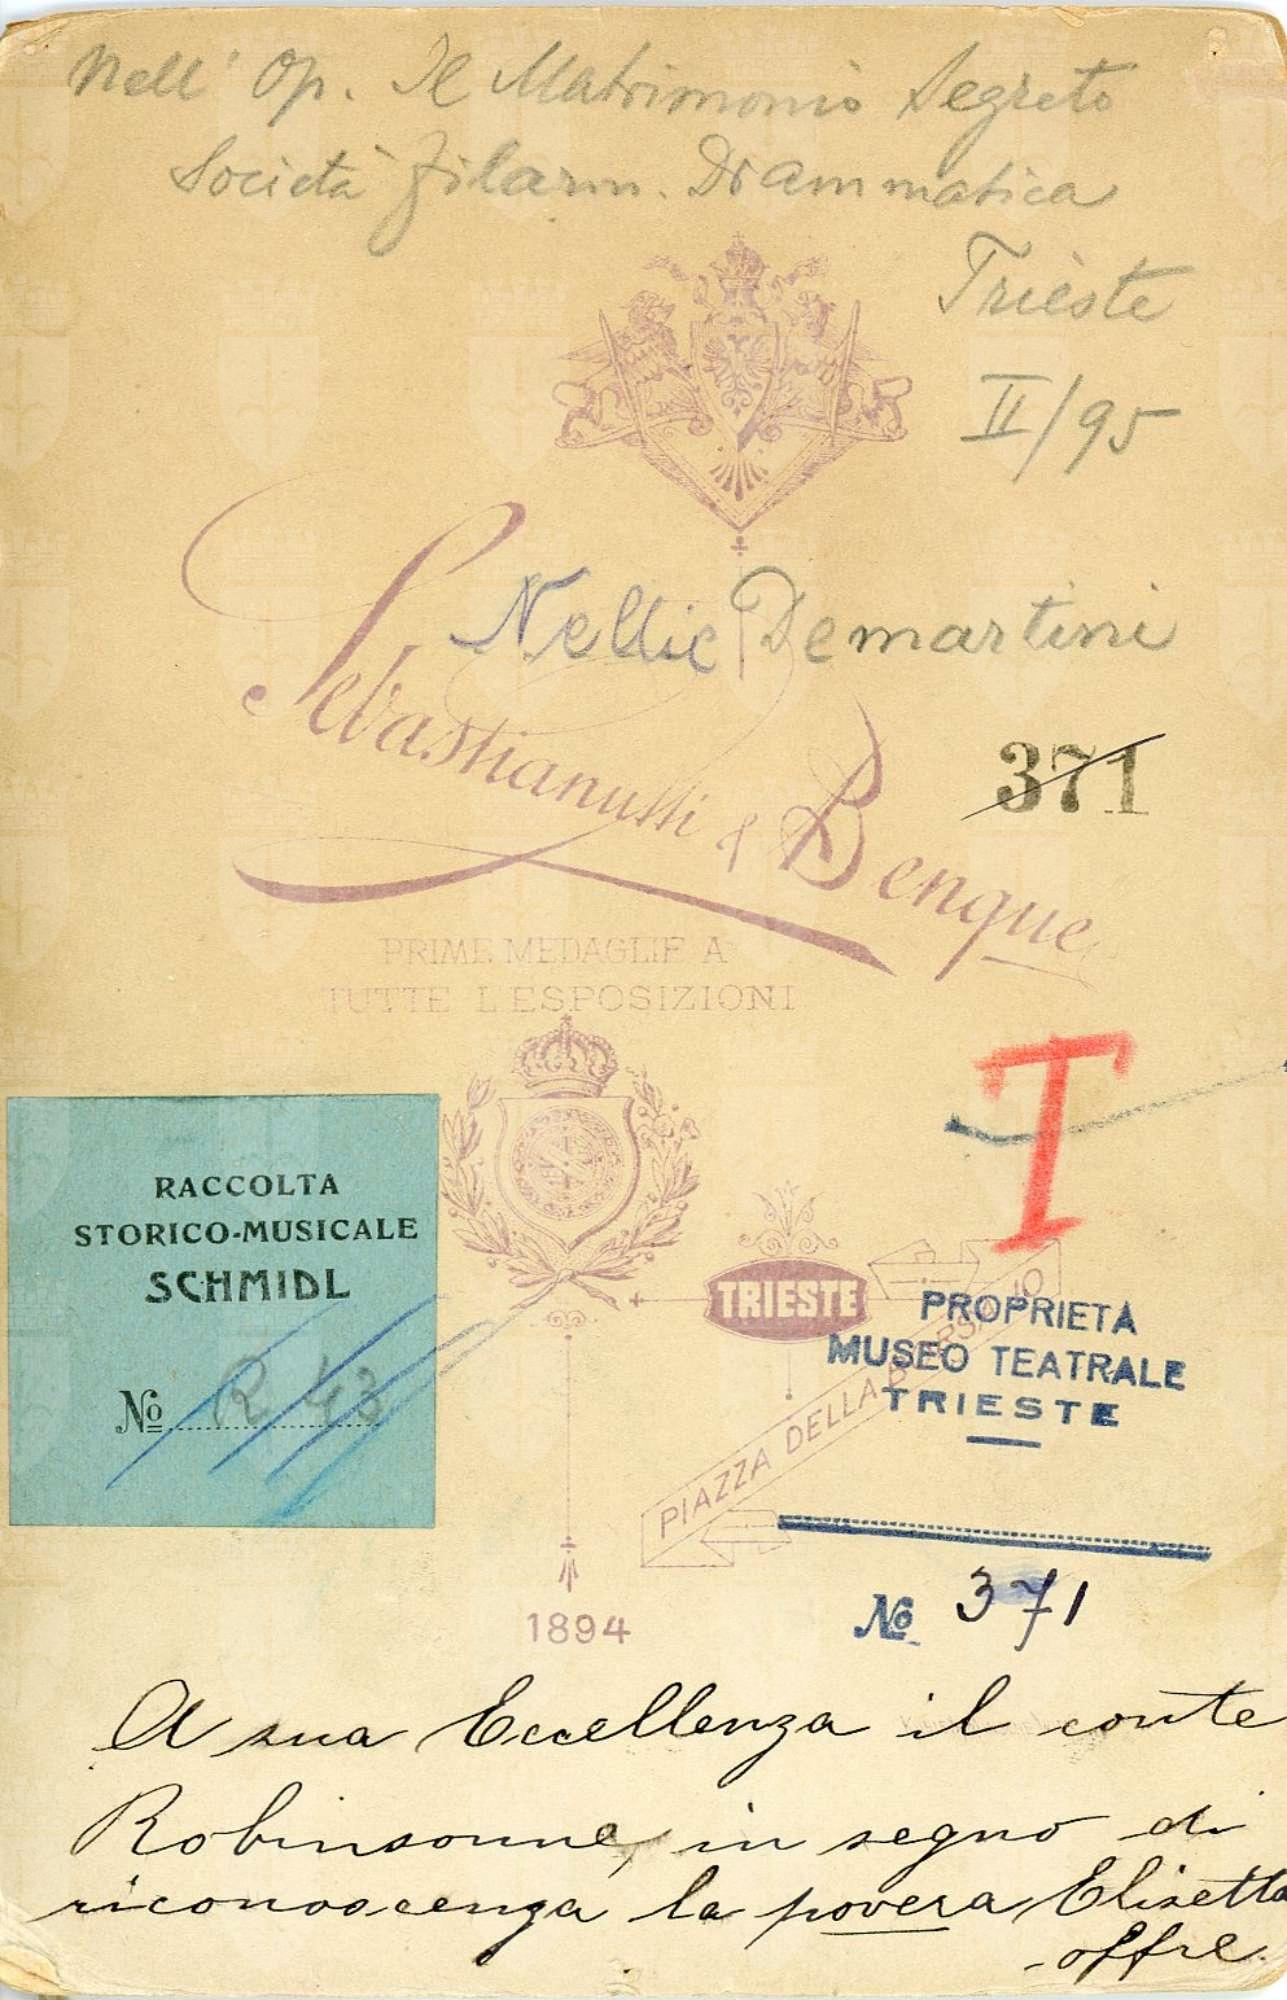 Nell' Op. Il Matrimonio Segreto
Società Filarm. Drammatica
Trieste
II/95
Nellie Demartini
Sebastianutti & Benque
371
PRIME MEDAGLIE A
TUTTE L'ESPOSIZIONI
T
RACCOLTA
STORICO-MUSICALE
SCHMIDL
No R 43
TRIESTE
PIAZZA DELLA BORSA
PROPRIETÀ
MUSEO TEATRALE
TRIESTE
No 371
1894
A sua Eccellenza il conte
Robinsonne, in segno di
riconoscenza la povera Elisetta
offre.